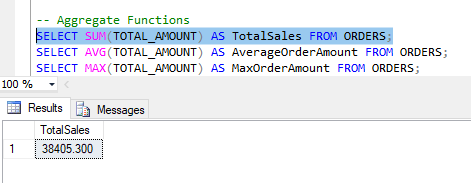 -- Aggregate Functions
SELECT SUM(TOTAL_AMOUNT) AS TotalSales FROM ORDERS;
SELECT AVG(TOTAL_AMOUNT) AS AverageOrderAmount FROM ORDERS;
SELECT MAX(TOTAL_AMOUNT) AS MaxOrderAmount FROM ORDERS;
100 %
Results Messages
TotalSales
1 38405.300